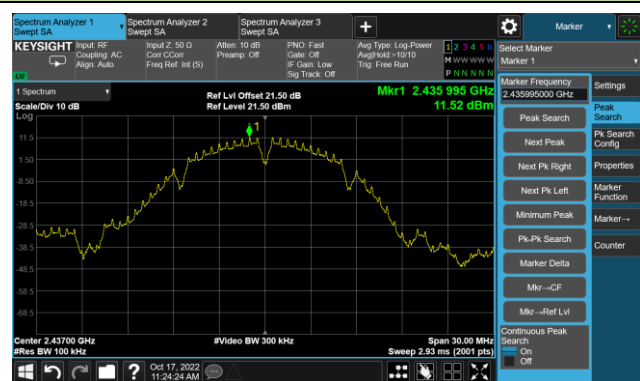 Spectrum Analyzer 1
Swept SA
Spectrum Analyzer 2
Swept SA
Spectrum Analyzer 3
Swept SA
+
Marker
KEYSIGHT
Input: RF
Coupling: AC
Align: Auto
Input Z: 50 Ω
Corr CCorr
Freq Ref: Int (S)
Atten: 10 dB
Preamp: Off
PNO: Fast
Gate: Off
IF Gain: Low
Sig Track: Off
Avg Type: Log-Power
Avg|Hold:>10/10
Trig: Free Run
1 2 3 4 5 6
M W W W W W
P N N N N N
Select Marker
Marker 1
1 Spectrum
Scale/Div 10 dB
Ref Lvl Offset 21.50 dB
Ref Level 21.50 dBm
Mkr1 2.435 995 GHz
11.52 dBm
Log
1
11.5
1.50
-8.50
-18.5
-28.5
-38.5
-48.5
-58.5
-68.5
Center 2.43700 GHz
#Res BW 100 kHz
#Video BW 300 kHz
Span 30.00 MHz
Sweep 2.93 ms (2001 pts)
Marker Frequency
2.435995000 GHz
Peak Search
Next Peak
Next Pk Right
Next Pk Left
Minimum Peak
Pk-Pk Search
Marker Delta
Mkr→CF
Mkr→Ref Lvl
Continuous Peak
Search
On
Off
Settings
Peak
Search
Pk Search
Config
Properties
Marker
Function
Marker→
Counter
?
Oct 17, 2022
11:24:24 AM